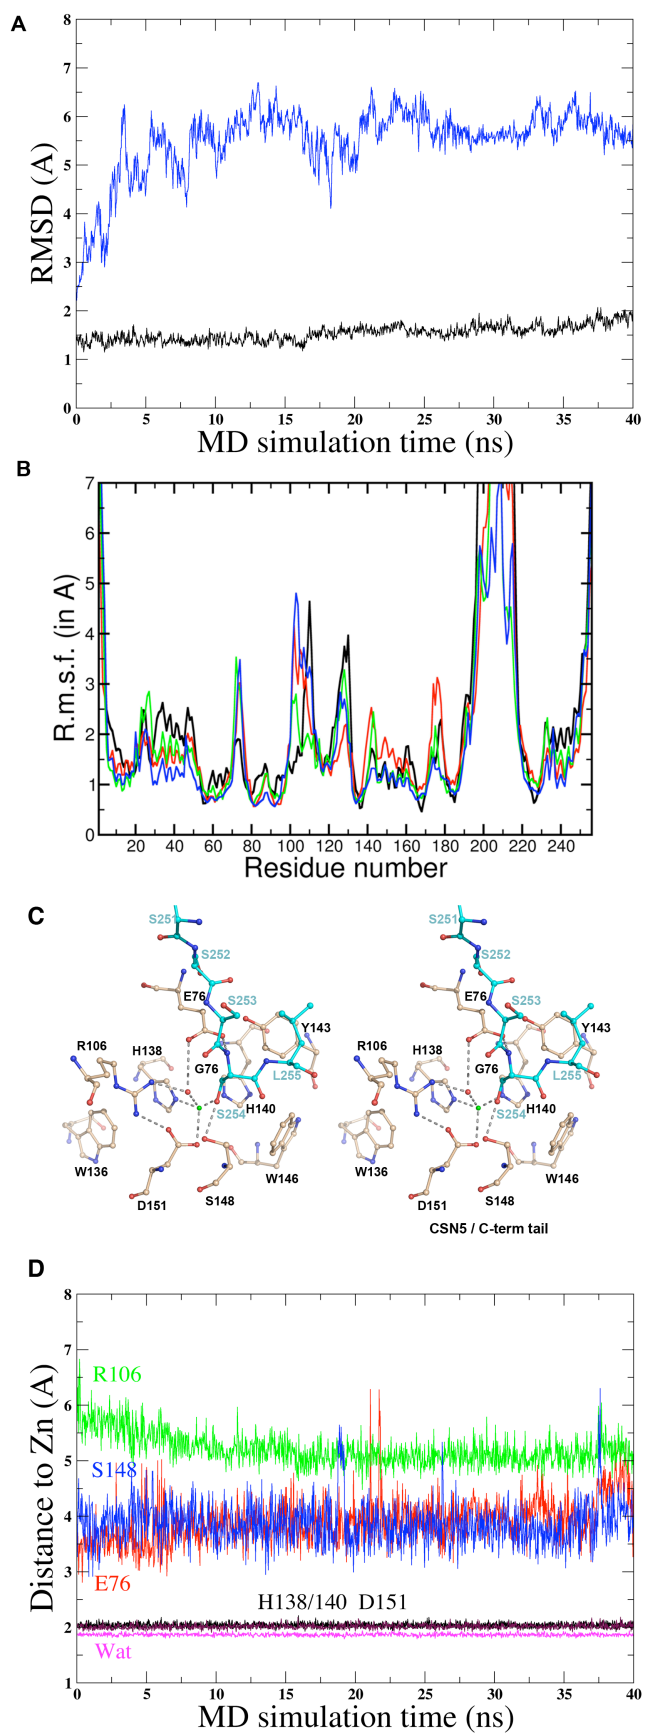 A
RMSD (A)
8
7
6
5
4
3
2
1
0
0 5 10 15 20 25 30 35 40
MD simulation time (ns)
B
R.m.s.f. (in A)
7
6
5
4
3
2
1
0
20 40 60 80 100 120 140 160 180 200 220 240
Residue number
C
S251 S251
S252 S252
E76 S253 E76 S253
R106 H138 Y143 R106 H138 Y143
G76 L255 G76 L255
S254 H140 S254 H140
W136 W146 W136 W146
D151 S148 D151 S148
CSN5 / C-term tail
D
Distance to Zn (A)
8
7
6
5
4
3
2
1
R106
S148
E76
H138/140 D151
Wat
0 5 10 15 20 25 30 35 40
MD simulation time (ns)